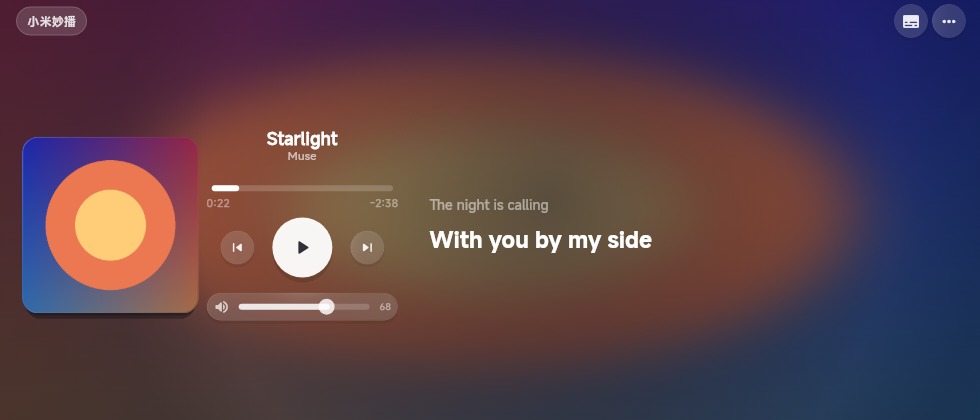 小米妙播
Starlight
Muse
0:22
-2:38
68
The night is calling
With you by my side